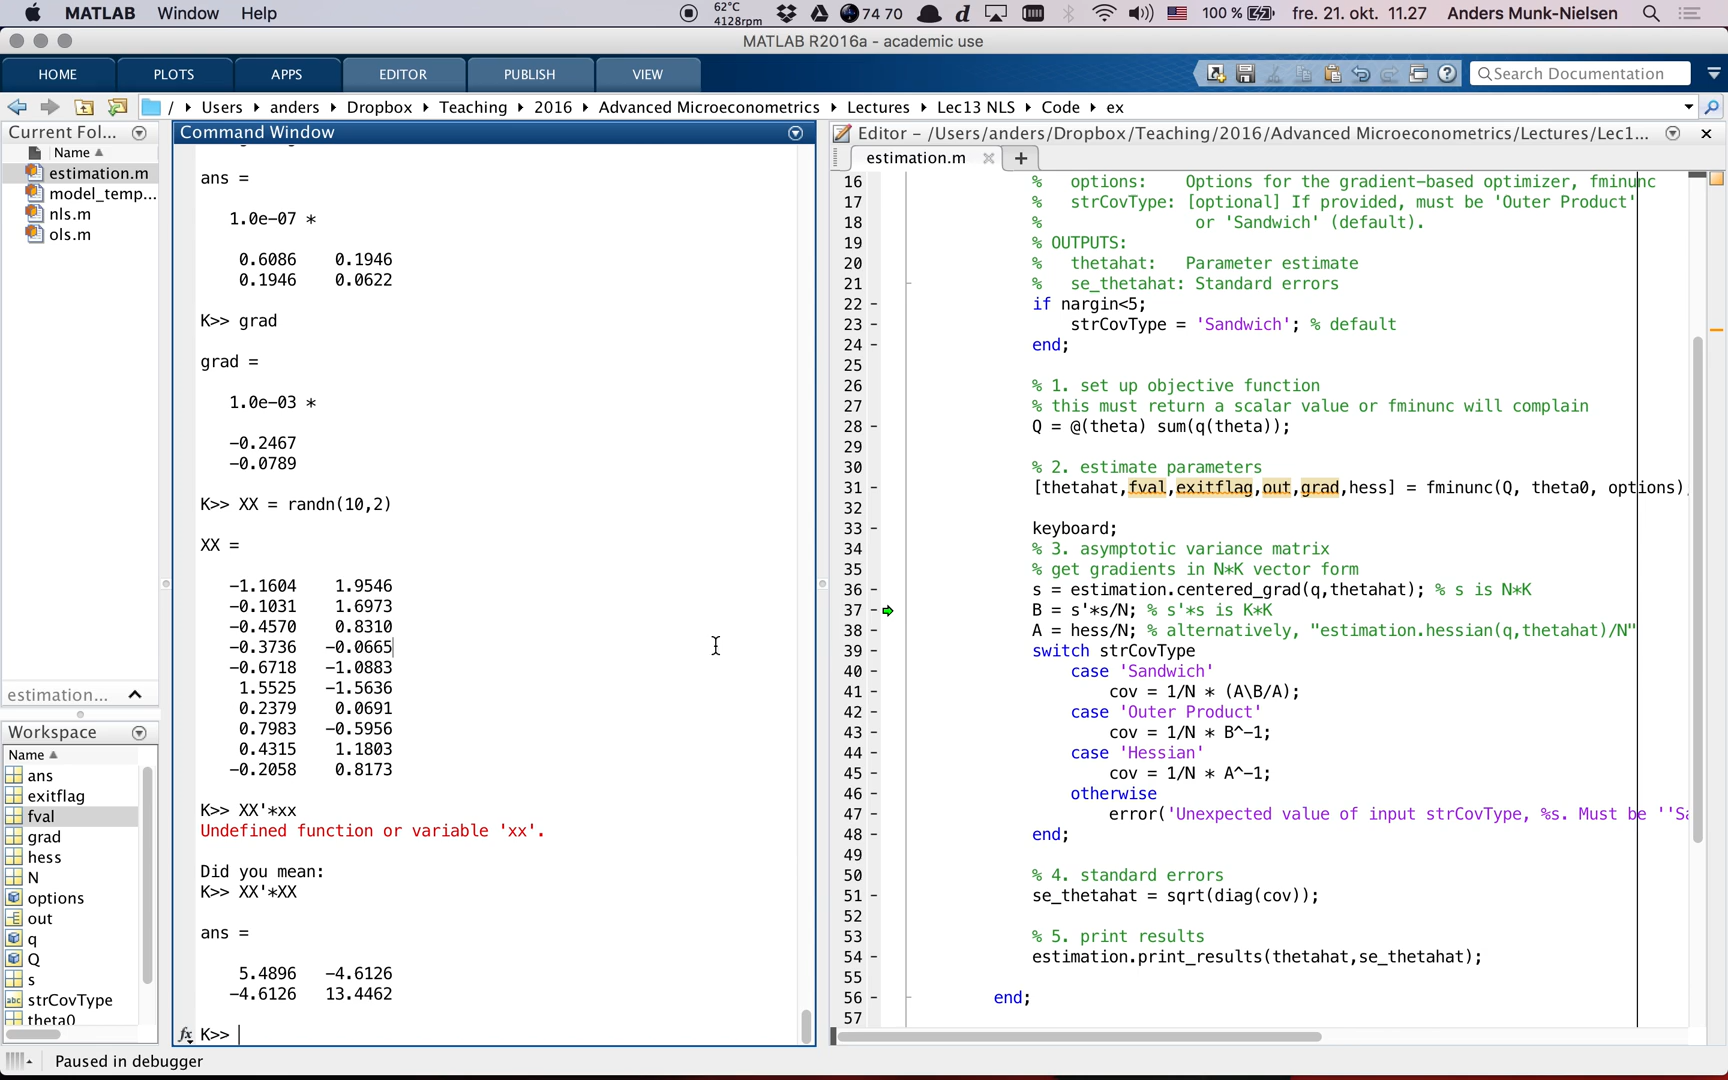 MATLAB Window Help 62°C 4128rpm 74 70 d 100 % fre. 21. okt. 11.27 Anders Munk-Nielsen
MATLAB R2016a - academic use
HOME PLOTS APPS EDITOR PUBLISH VIEW Search Documentation
/ Users anders Dropbox Teaching 2016 Advanced Microeconometrics Lectures Lec13 NLS Code ex
Current Fol...
Name
estimation.m
model_temp...
nls.m
ols.m
estimation...
Workspace
Name
ans
exitflag
fval
grad
hess
N
options
out
q
Q
s
strCovType
theta0
Command Window
ans =
1.0e-07 *
0.6086 0.1946
0.1946 0.0622
K>> grad
grad =
1.0e-03 *
-0.2467
-0.0789
K>> XX = randn(10,2)
XX =
-1.1604 1.9546
-0.1031 1.6973
-0.4570 0.8310
-0.3736 -0.0665
-0.6718 -1.0883
1.5525 -1.5636
0.2379 0.0691
0.7983 -0.5956
0.4315 1.1803
-0.2058 0.8173
K>> XX'*xx
Undefined function or variable 'xx'.
Did you mean:
K>> XX'*XX
ans =
5.4896 -4.6126
-4.6126 13.4462
fx K>>
Editor - /Users/anders/Dropbox/Teaching/2016/Advanced Microeconometrics/Lectures/Lec1...
estimation.m
16 % options: Options for the gradient-based optimizer, fminunc
17 % strCovType: [optional] If provided, must be 'Outer Product'
18 % or 'Sandwich' (default).
19 % OUTPUTS:
20 % thetahat: Parameter estimate
21 % se_thetahat: Standard errors
22 - if nargin<5;
23 - strCovType = 'Sandwich'; % default
24 - end;
25
26 % 1. set up objective function
27 % this must return a scalar value or fminunc will complain
28 - Q = @(theta) sum(q(theta));
29
30 % 2. estimate parameters
31 - [thetahat,fval,exitflag,out,grad,hess] = fminunc(Q, theta0, options)
32
33 - keyboard;
34 % 3. asymptotic variance matrix
35 % get gradients in N*K vector form
36 - s = estimation.centered_grad(q,thetahat); % s is N*K
37 - B = s'*s/N; % s'*s is K*K
38 - A = hess/N; % alternatively, "estimation.hessian(q,thetahat)/N"
39 - switch strCovType
40 - case 'Sandwich'
41 - cov = 1/N * (A\B/A);
42 - case 'Outer Product'
43 - cov = 1/N * B^-1;
44 - case 'Hessian'
45 - cov = 1/N * A^-1;
46 - otherwise
47 - error('Unexpected value of input strCovType, %s. Must be ''Sa
48 - end;
49
50 % 4. standard errors
51 - se_thetahat = sqrt(diag(cov));
52
53 % 5. print results
54 - estimation.print_results(thetahat,se_thetahat);
55
56 - end;
57
Paused in debugger